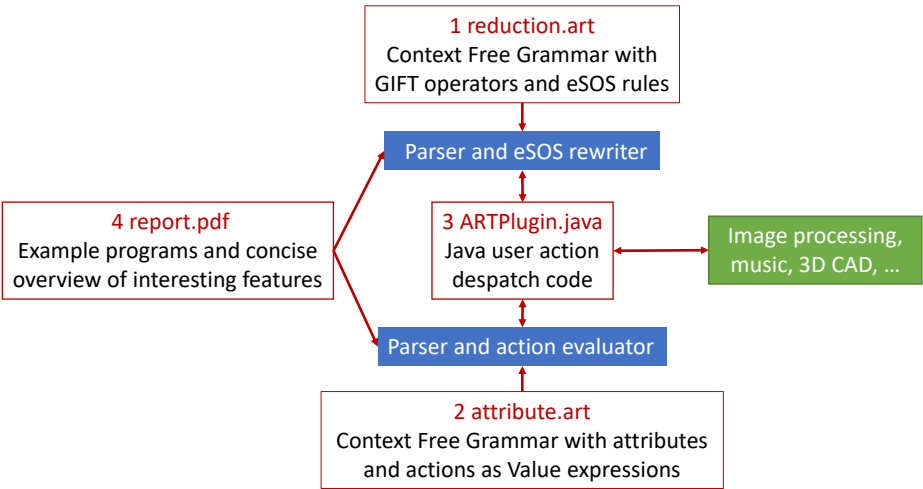 1 reduction.art
Context Free Grammar with
GIFT operators and eSOS rules
Parser and eSOS rewriter
4 report.pdf
Example programs and concise
overview of interesting features
3 ARTPlugin.java
Java user action
despatch code
Image processing,
music, 3D CAD, ...
Parser and action evaluator
2 attribute.art
Context Free Grammar with attributes
and actions as Value expressions